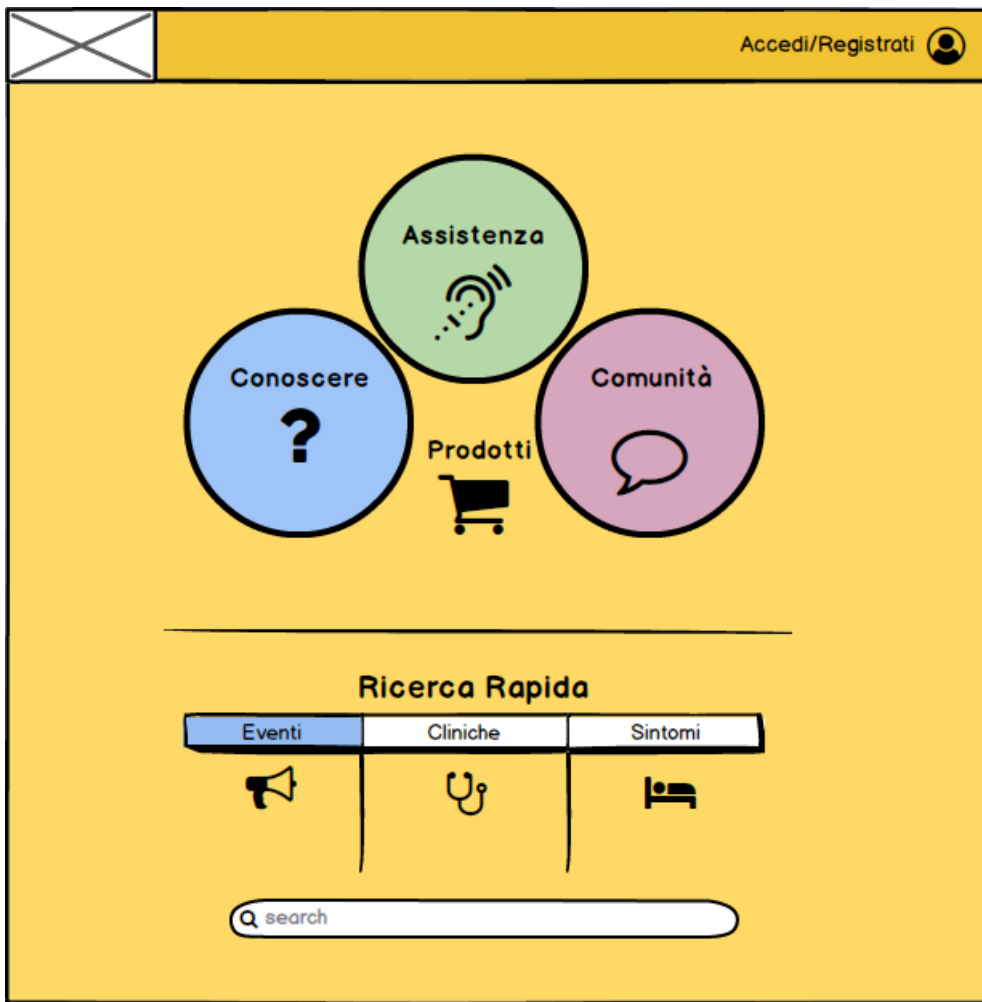 Accedi/Registrati
Assistenza
Conoscere
?
Comunità
Prodotti
Ricerca Rapida
Eventi Cliniche Sintomi
search